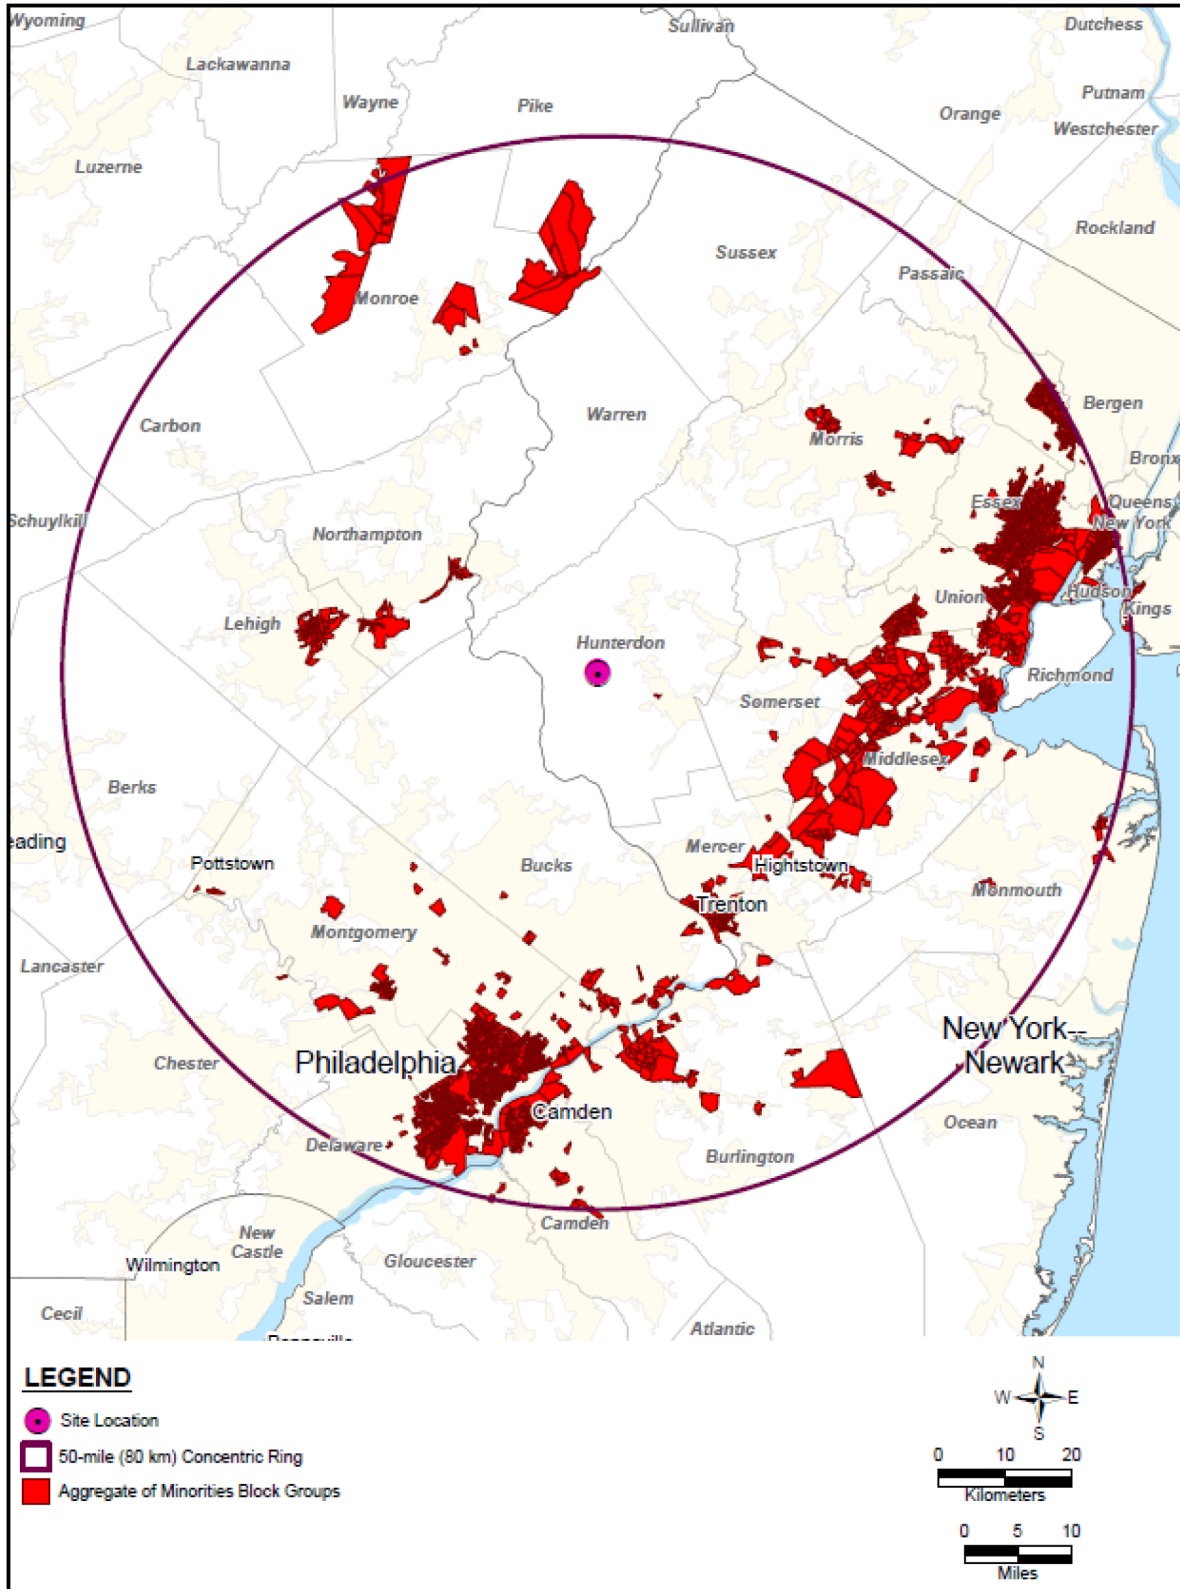 Wyoming
Sullivan
Dutchess
Lackawanna
Wayne
Pike
Putnam
Orange
Westchester
Luzerne
Rockland
Sussex
Passaic
Monroe
Bergen
Warren
Carbon
Morris
Bronx
Essex
Queens
Schuylkill
New York
Northampton
Union
Hudson
Kings
Lehigh
Hunterdon
Richmond
Somerset
Middlesex
Berks
eading
Mercer
Pottstown
Bucks
Hightstown
Monmouth
Trenton
Montgomery
Lancaster
New York--
Newark
Philadelphia
Chester
Camden
Ocean
Delaware
Burlington
Camden
New
Castle
Gloucester
Wilmington
Salem
Cecil
Atlantic
LEGEND
Site Location
50-mile (80 km) Concentric Ring
Aggregate of Minorities Block Groups
N
W E
S
0 10 20
Kilometers
0 5 10
Miles